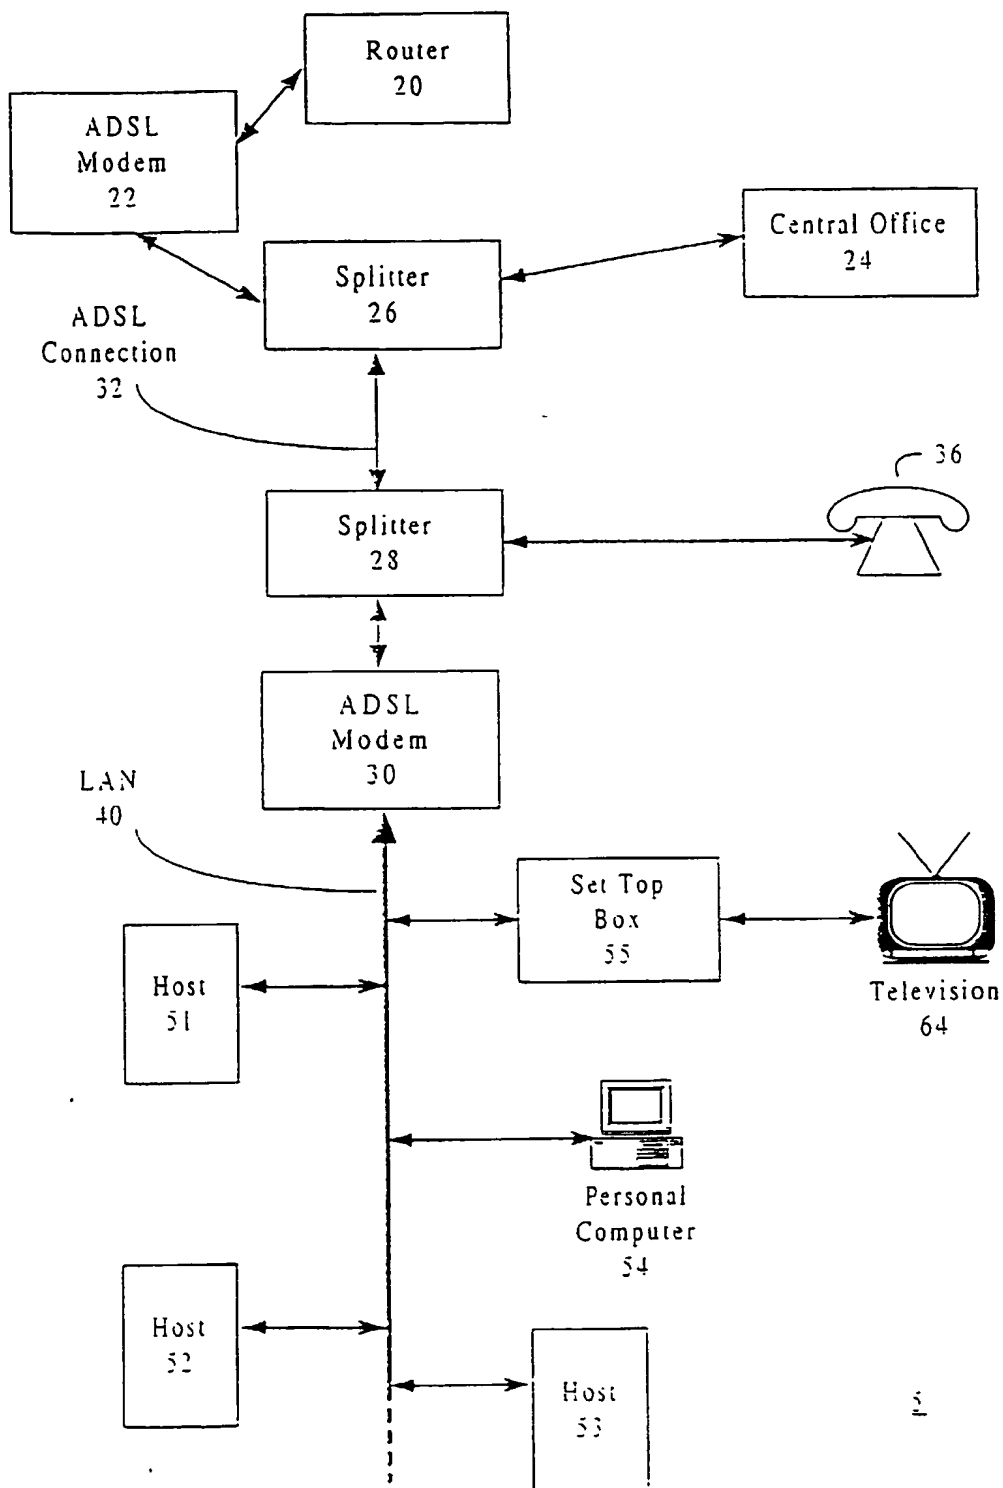 Router
20
ADSL
Modem
22
Central Office
24
Splitter
26
ADSL
Connection
32
36
Splitter
28
ADSL
Modem
30
LAN
40
Set Top
Box
55
Television
64
Host
51
Personal
Computer
54
Host
52
Host
53
5